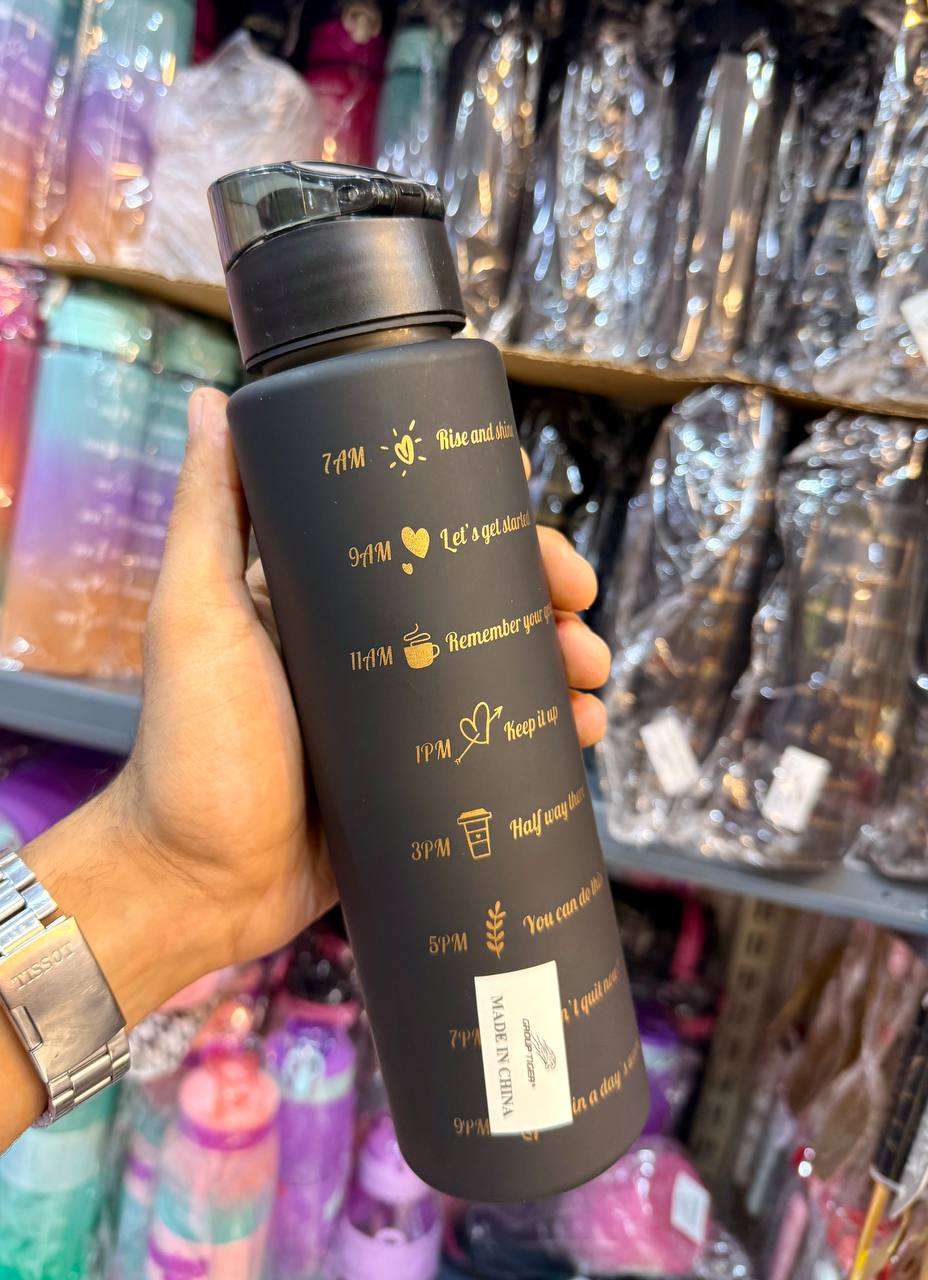 7AM Rise and shine
9AM Let's get started
11AM Remember your
1PM Keep it up
3PM Half way there
5PM You can do this
7PM quit now
9PM in a day's
GROUP TIGER®
MADE IN CHINA
TISSOT